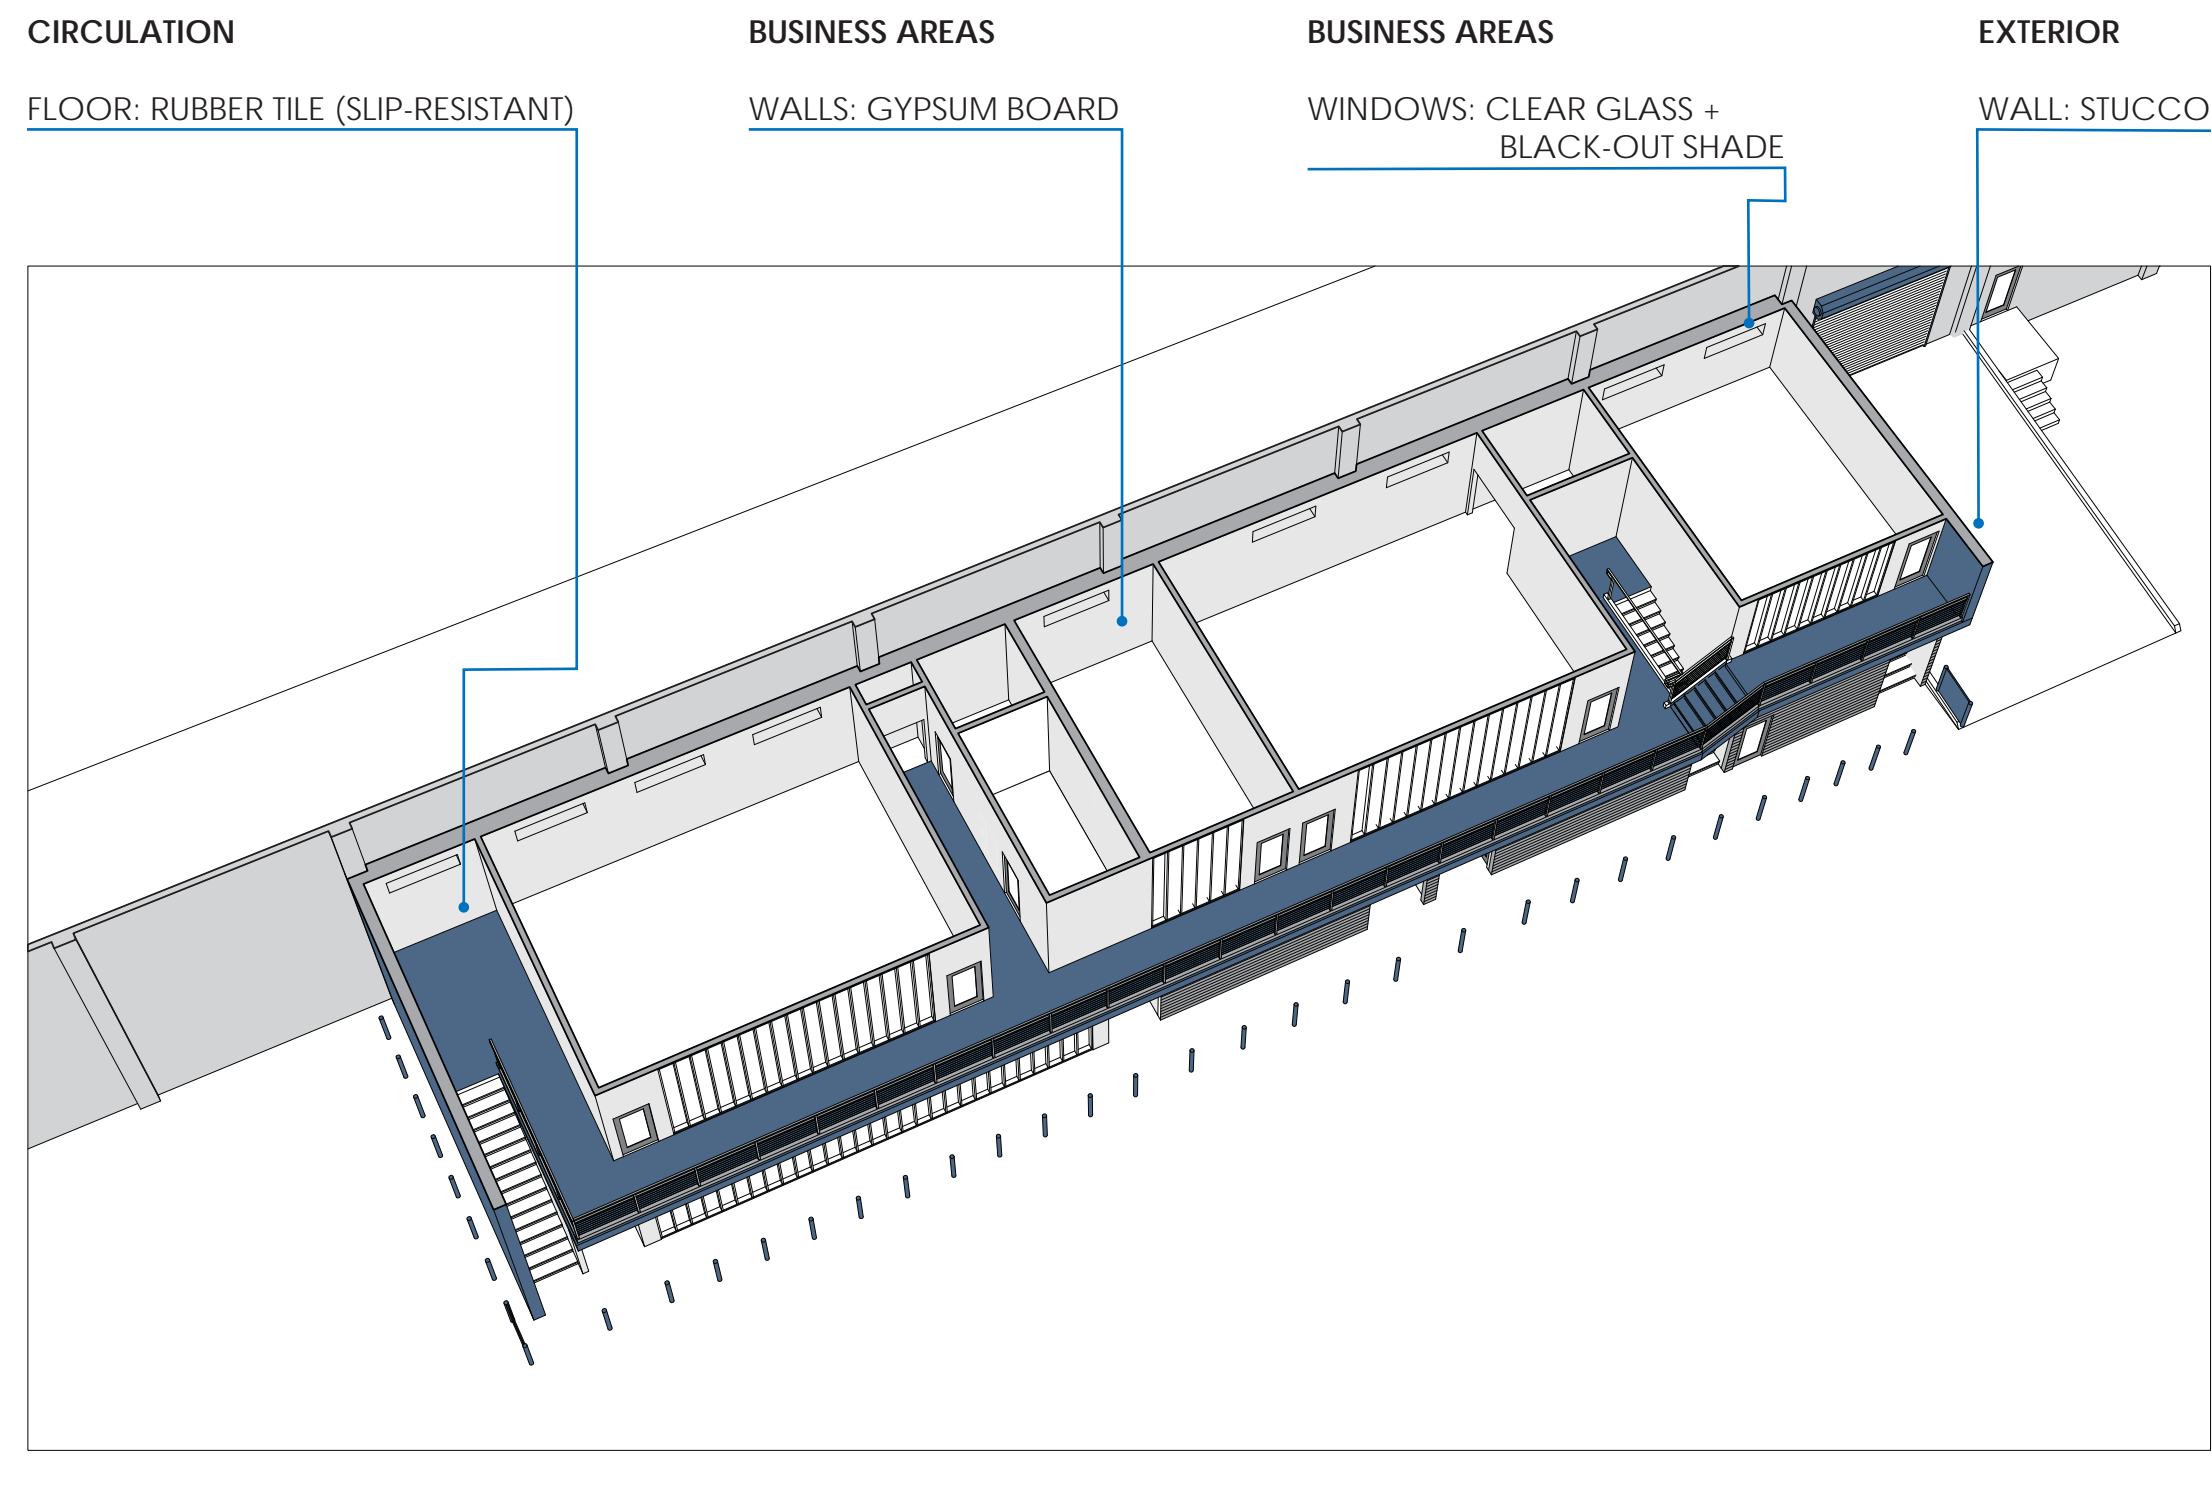 CIRCULATION
FLOOR: RUBBER TILE (SLIP-RESISTANT)
BUSINESS AREAS
WALLS: GYPSUM BOARD
BUSINESS AREAS
WINDOWS: CLEAR GLASS +
BLACK-OUT SHADE
EXTERIOR
WALL: STUCCO